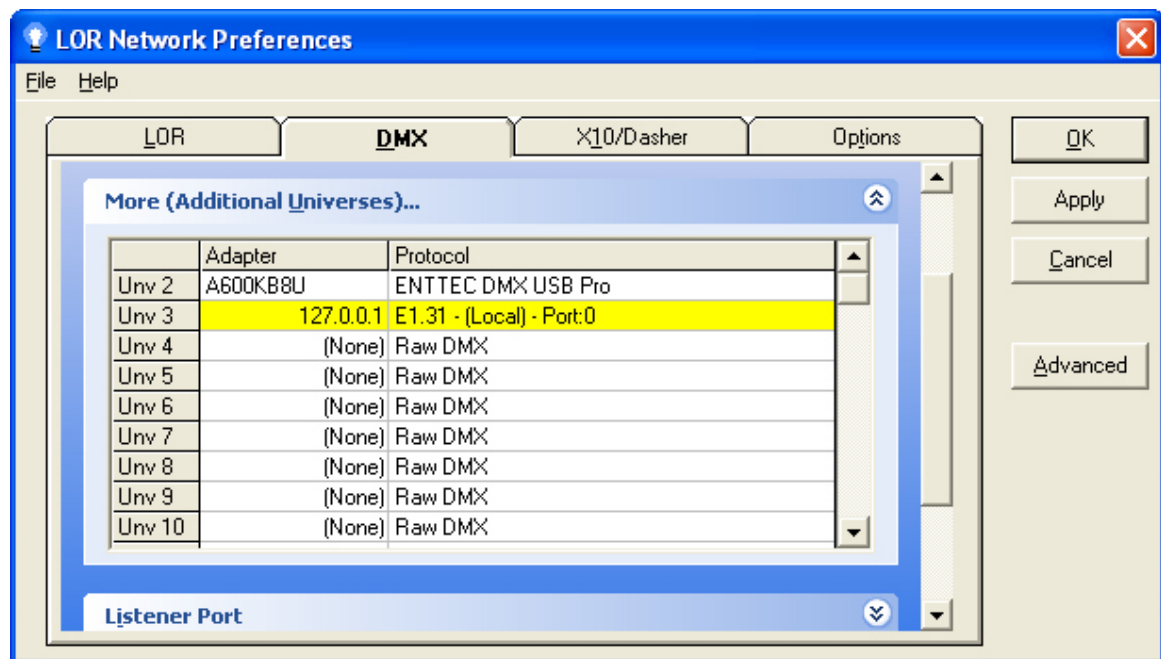 LOR Network Preferences
File Help
LOR DMX X10/Dasher Options
OK
More (Additional Universes)...
Apply
Adapter Protocol
Cancel
Unv 2 A600KB8U ENTTEC DMX USB Pro
Unv 3 127.0.0.1 E1.31 - (Local) - Port:0
Unv 4 (None) Raw DMX
Advanced
Unv 5 (None) Raw DMX
Unv 6 (None) Raw DMX
Unv 7 (None) Raw DMX
Unv 8 (None) Raw DMX
Unv 9 (None) Raw DMX
Unv 10 (None) Raw DMX
Listener Port